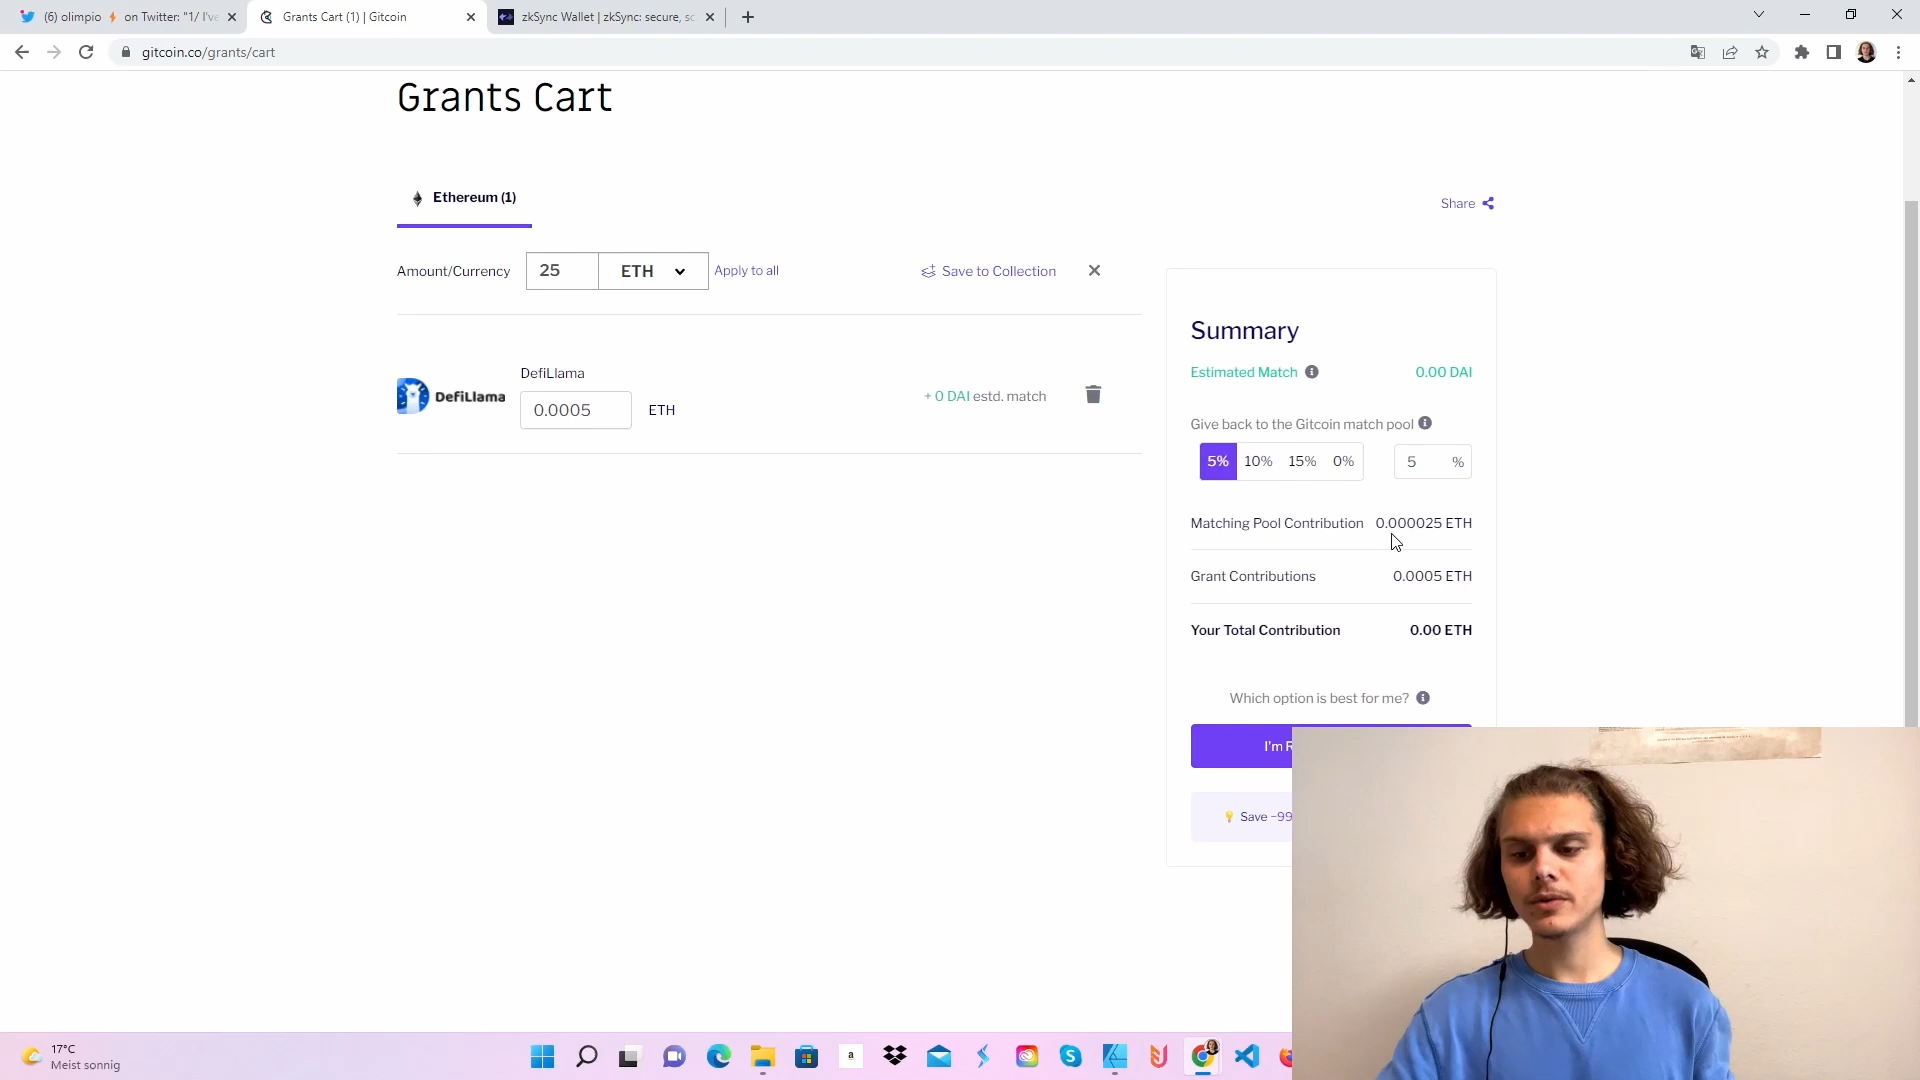 (6) olimpio ⚡ on Twitter: "1/ I've
Grants Cart (1) | Gitcoin
zkSync Wallet | zkSync: secure, sc
gitcoin.co/grants/cart
Grants Cart
Ethereum (1)
Share
Amount/Currency 25 ETH Apply to all
Save to Collection
DefiLlama
DefiLlama
0.0005 ETH
+ 0 DAI estd. match
Summary
Estimated Match 0.00 DAI
Give back to the Gitcoin match pool
5% 10% 15% 0% 5 %
Matching Pool Contribution 0.000025 ETH
Grant Contributions 0.0005 ETH
Your Total Contribution 0.00 ETH
Which option is best for me?
I'm R
💡 Save ~99
17°C
Meist sonnig
a